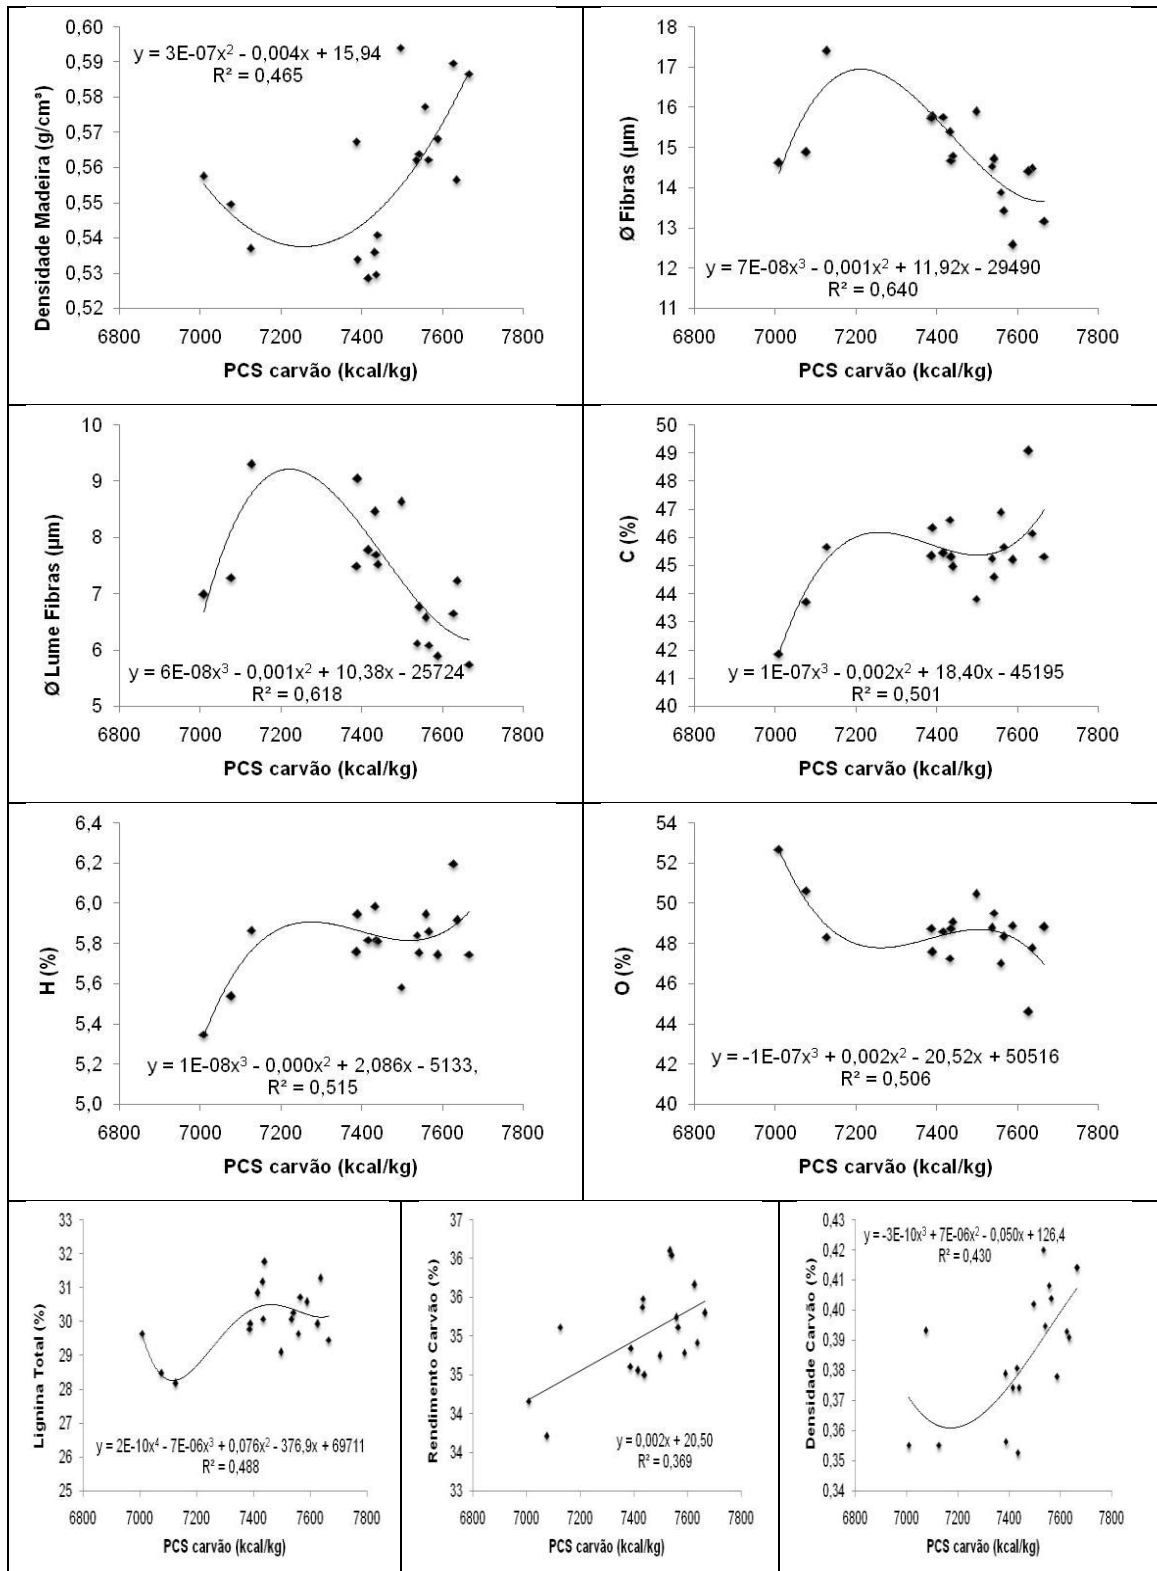 Densidade Madeira (g/cm³)
0,60
0,59
0,58
0,57
0,56
0,55
0,54
0,53
0,52
y = 3E-07x² - 0,004x + 15,94
R² = 0,465
6800 7000 7200 7400 7600 7800
PCS carvão (kcal/kg)
Ø Fibras (µm)
18
17
16
15
14
13
12
11
y = 7E-08x³ - 0,001x² + 11,92x - 29490
R² = 0,640
6800 7000 7200 7400 7600 7800
PCS carvão (kcal/kg)
Ø Lume Fibras (µm)
10
9
8
7
6
5
y = 6E-08x³ - 0,001x² + 10,38x - 25724
R² = 0,618
6800 7000 7200 7400 7600 7800
PCS carvão (kcal/kg)
C (%)
50
49
48
47
46
45
44
43
42
41
40
y = 1E-07x³ - 0,002x² + 18,40x - 45195
R² = 0,501
6800 7000 7200 7400 7600 7800
PCS carvão (kcal/kg)
H (%)
6,4
6,2
6,0
5,8
5,6
5,4
5,2
5,0
y = 1E-08x³ - 0,000x² + 2,086x - 5133,
R² = 0,515
6800 7000 7200 7400 7600 7800
PCS carvão (kcal/kg)
O (%)
54
52
50
48
46
44
42
40
y = -1E-07x³ + 0,002x² - 20,52x + 50516
R² = 0,506
6800 7000 7200 7400 7600 7800
PCS carvão (kcal/kg)
Lignina Total (%)
33
32
31
30
29
28
27
26
25
y = 2E-10x⁴ - 7E-06x³ + 0,076x² - 376,9x + 69711
R² = 0,488
6800 7000 7200 7400 7600 7800
PCS carvão (kcal/kg)
Rendimento Carvão (%)
37
36
36
35
35
34
34
33
y = 0,002x + 20,50
R² = 0,369
6800 7000 7200 7400 7600 7800
PCS carvão (kcal/kg)
Densidade Carvão (%)
0,43
0,42
0,41
0,40
0,39
0,38
0,37
0,36
0,35
0,34
y = -3E-10x³ + 7E-06x² - 0,050x + 126,4
R² = 0,430
6800 7000 7200 7400 7600 7800
PCS carvão (kcal/kg)